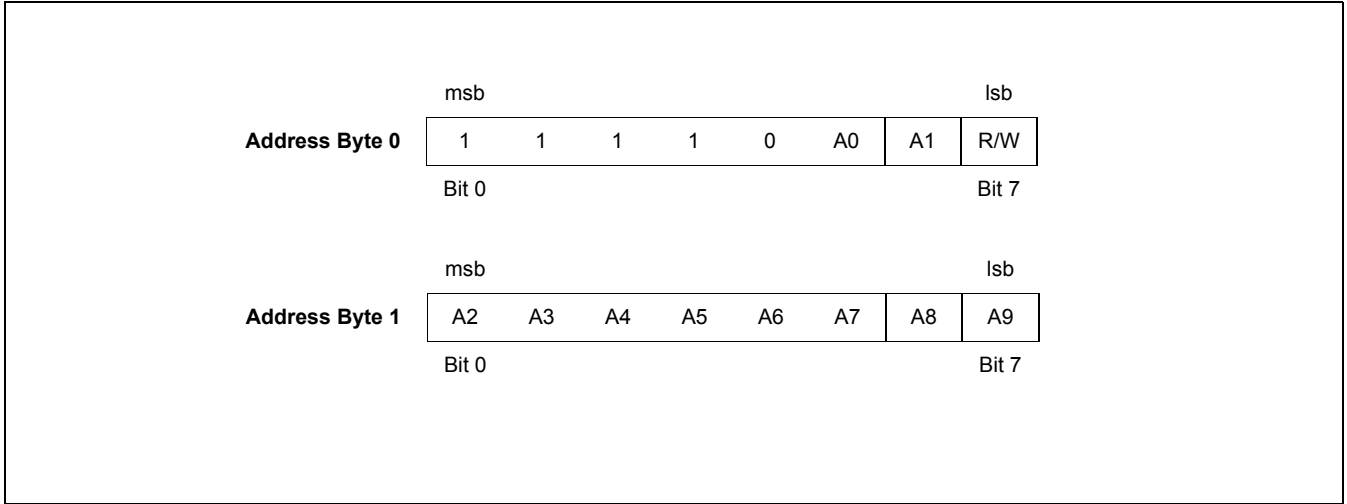 msb lsb
Address Byte 0 1 1 1 1 0 A0 A1 R/W
Bit 0 Bit 7
msb lsb
Address Byte 1 A2 A3 A4 A5 A6 A7 A8 A9
Bit 0 Bit 7